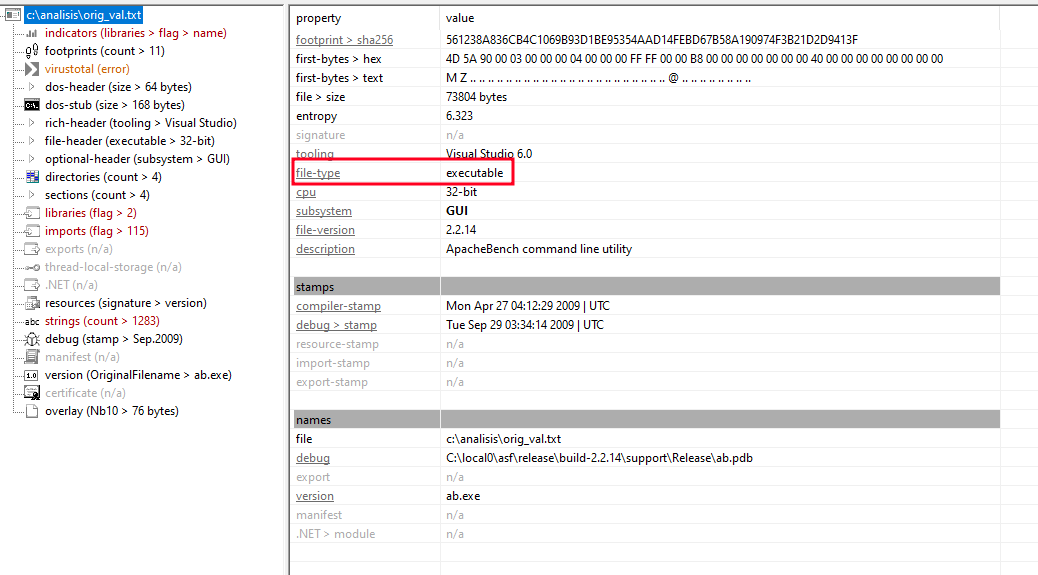 c:\analisis\orig_val.txt
indicators (libraries > flag > name)
footprints (count > 11)
virustotal (error)
dos-header (size > 64 bytes)
dos-stub (size > 168 bytes)
rich-header (tooling > Visual Studio)
file-header (executable > 32-bit)
optional-header (subsystem > GUI)
directories (count > 4)
sections (count > 4)
libraries (flag > 2)
imports (flag > 115)
exports (n/a)
thread-local-storage (n/a)
.NET (n/a)
resources (signature > version)
abc strings (count > 1283)
debug (stamp > Sep.2009)
manifest (n/a)
1.0 version (OriginalFilename > ab.exe)
certificate (n/a)
overlay (Nb10 > 76 bytes)
property value
footprint > sha256 561238A836CB4C1069B93D1BE95354AAD14FEBD67B58A190974F3B21D2D9413F
first-bytes > hex 4D 5A 90 00 03 00 00 00 04 00 00 00 FF FF 00 00 B8 00 00 00 00 00 00 00 40 00 00 00 00 00 00 00 00
first-bytes > text M Z .. .. .. .. .. .. .. .. .. .. .. .. .. .. .. .. .. .. .. .. .. .. @ .. .. .. .. .. .. .. ..
file > size 73804 bytes
entropy 6.323
signature n/a
tooling Visual Studio 6.0
file-type executable
cpu 32-bit
subsystem GUI
file-version 2.2.14
description ApacheBench command line utility
stamps
compiler-stamp Mon Apr 27 04:12:29 2009 | UTC
debug > stamp Tue Sep 29 03:34:14 2009 | UTC
resource-stamp n/a
import-stamp n/a
export-stamp n/a
names
file c:\analisis\orig_val.txt
debug C:\local0\asf\release\build-2.2.14\support\Release\ab.pdb
export n/a
version ab.exe
manifest n/a
.NET > module n/a